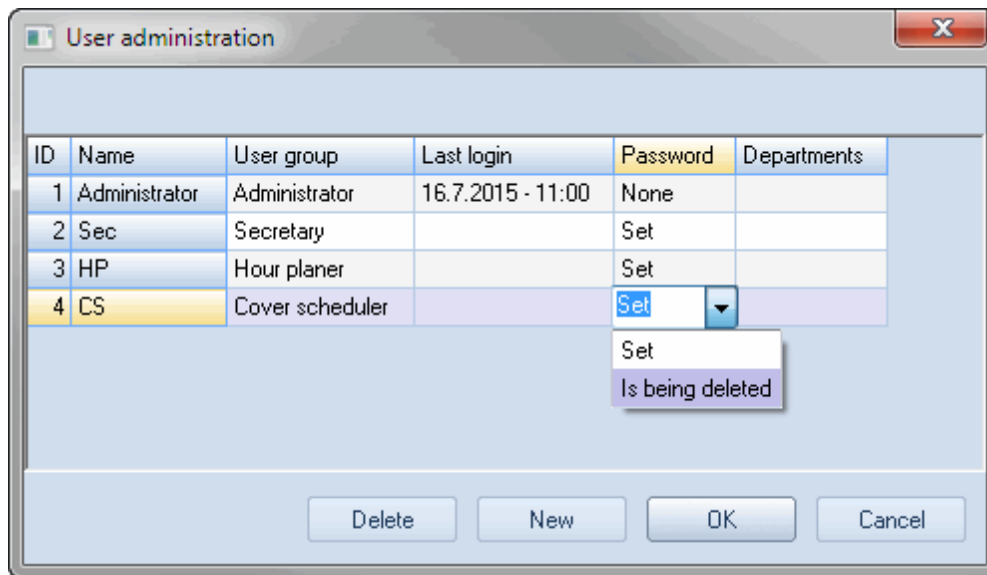 User administration
ID Name User group Last login Password Departments
1 Administrator Administrator 16.7.2015 - 11:00 None
2 Sec Secretary Set
3 HP Hour planer Set
4 CS Cover scheduler Set
Set
Is being deleted
Delete New OK Cancel